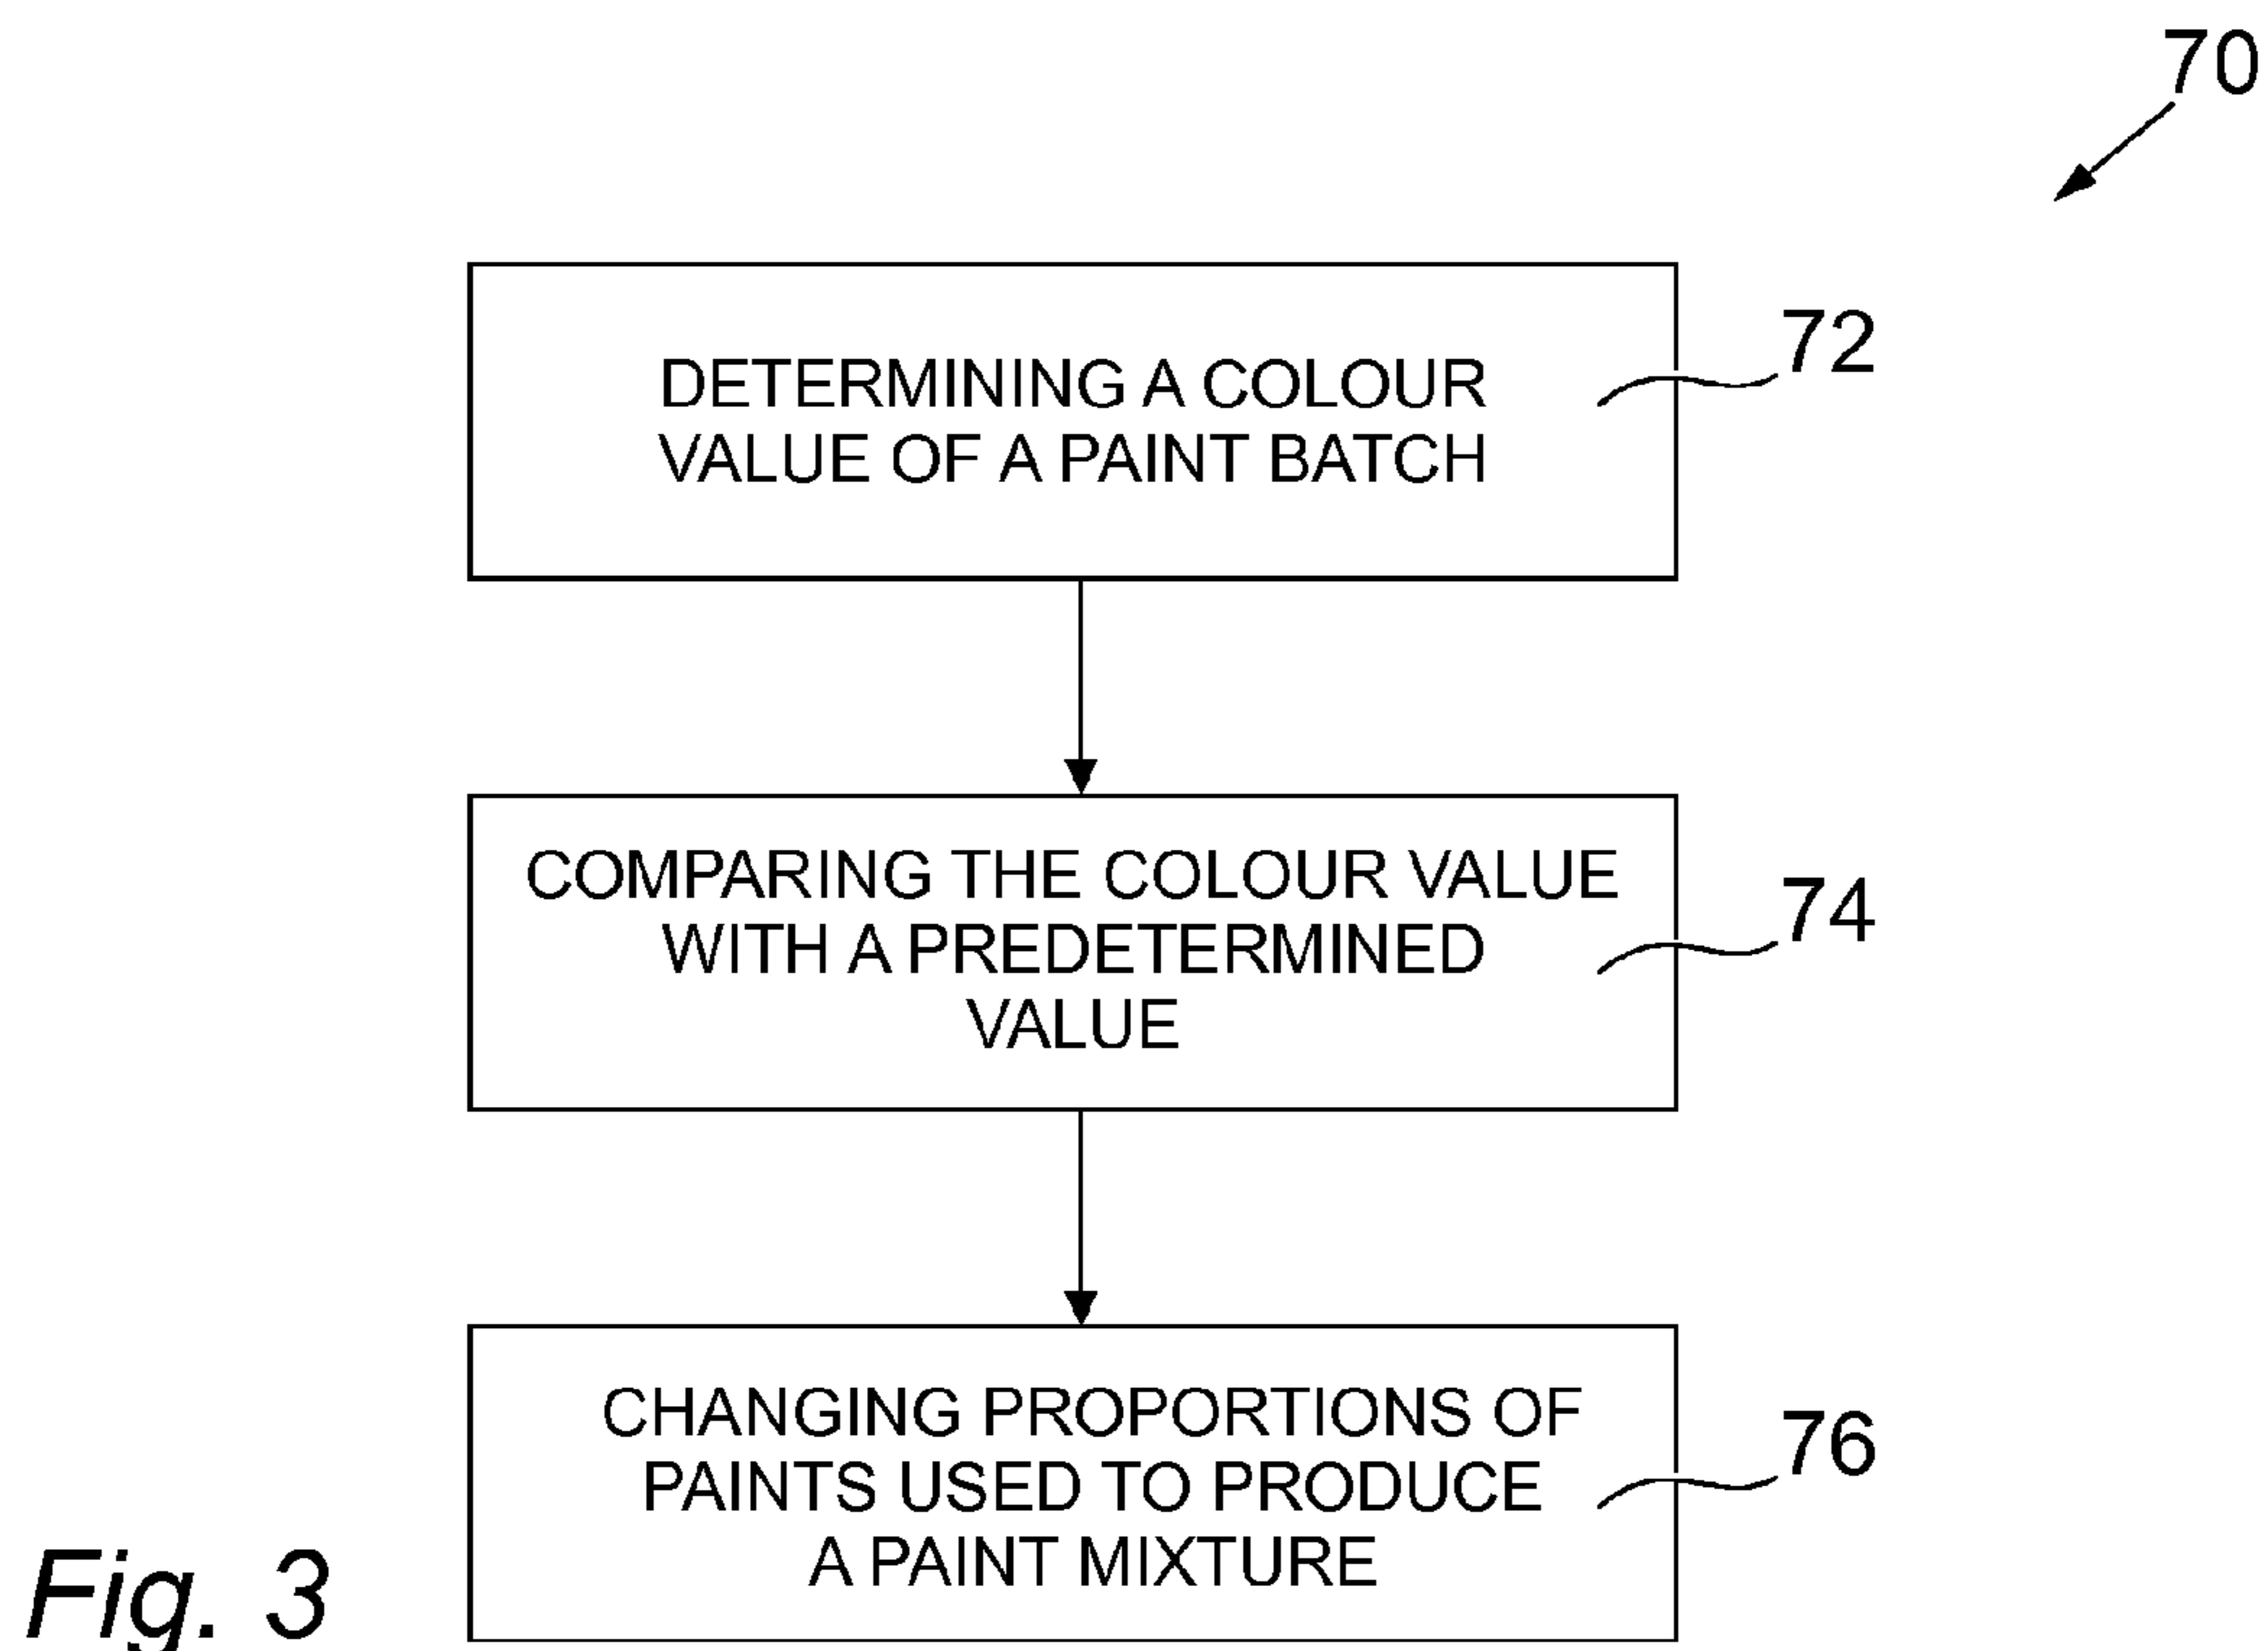 70
DETERMINING A COLOUR
VALUE OF A PAINT BATCH
72
COMPARING THE COLOUR VALUE
WITH A PREDETERMINED
VALUE
74
CHANGING PROPORTIONS OF
PAINTS USED TO PRODUCE
A PAINT MIXTURE
76
Fig. 3